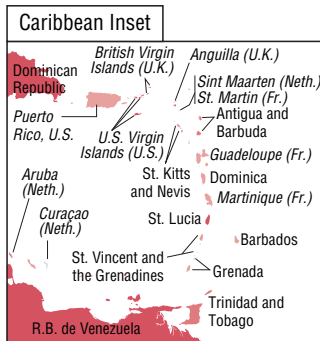 Caribbean Inset
British Virgin
Islands (U.K.)
Anguilla (U.K.)
Dominican
Republic
Sint Maarten (Neth.)
St. Martin (Fr.)
Puerto
Rico, U.S.
U.S. Virgin
Islands (U.S.)
Antigua and
Barbuda
St. Kitts
and Nevis
Guadeloupe (Fr.)
Dominica
Aruba
(Neth.)
Martinique (Fr.)
Curaçao
(Neth.)
St. Lucia
Barbados
St. Vincent and
the Grenadines
Grenada
Trinidad and
Tobago
R.B. de Venezuela